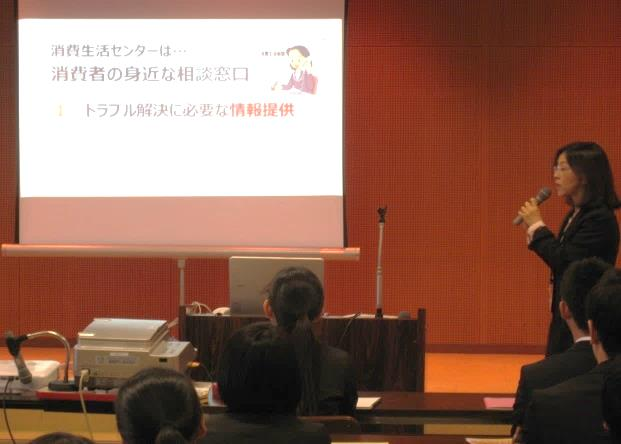 消費生活センターは…
消費者の身近な相談窓口
1 トラブル解決に必要な情報提供